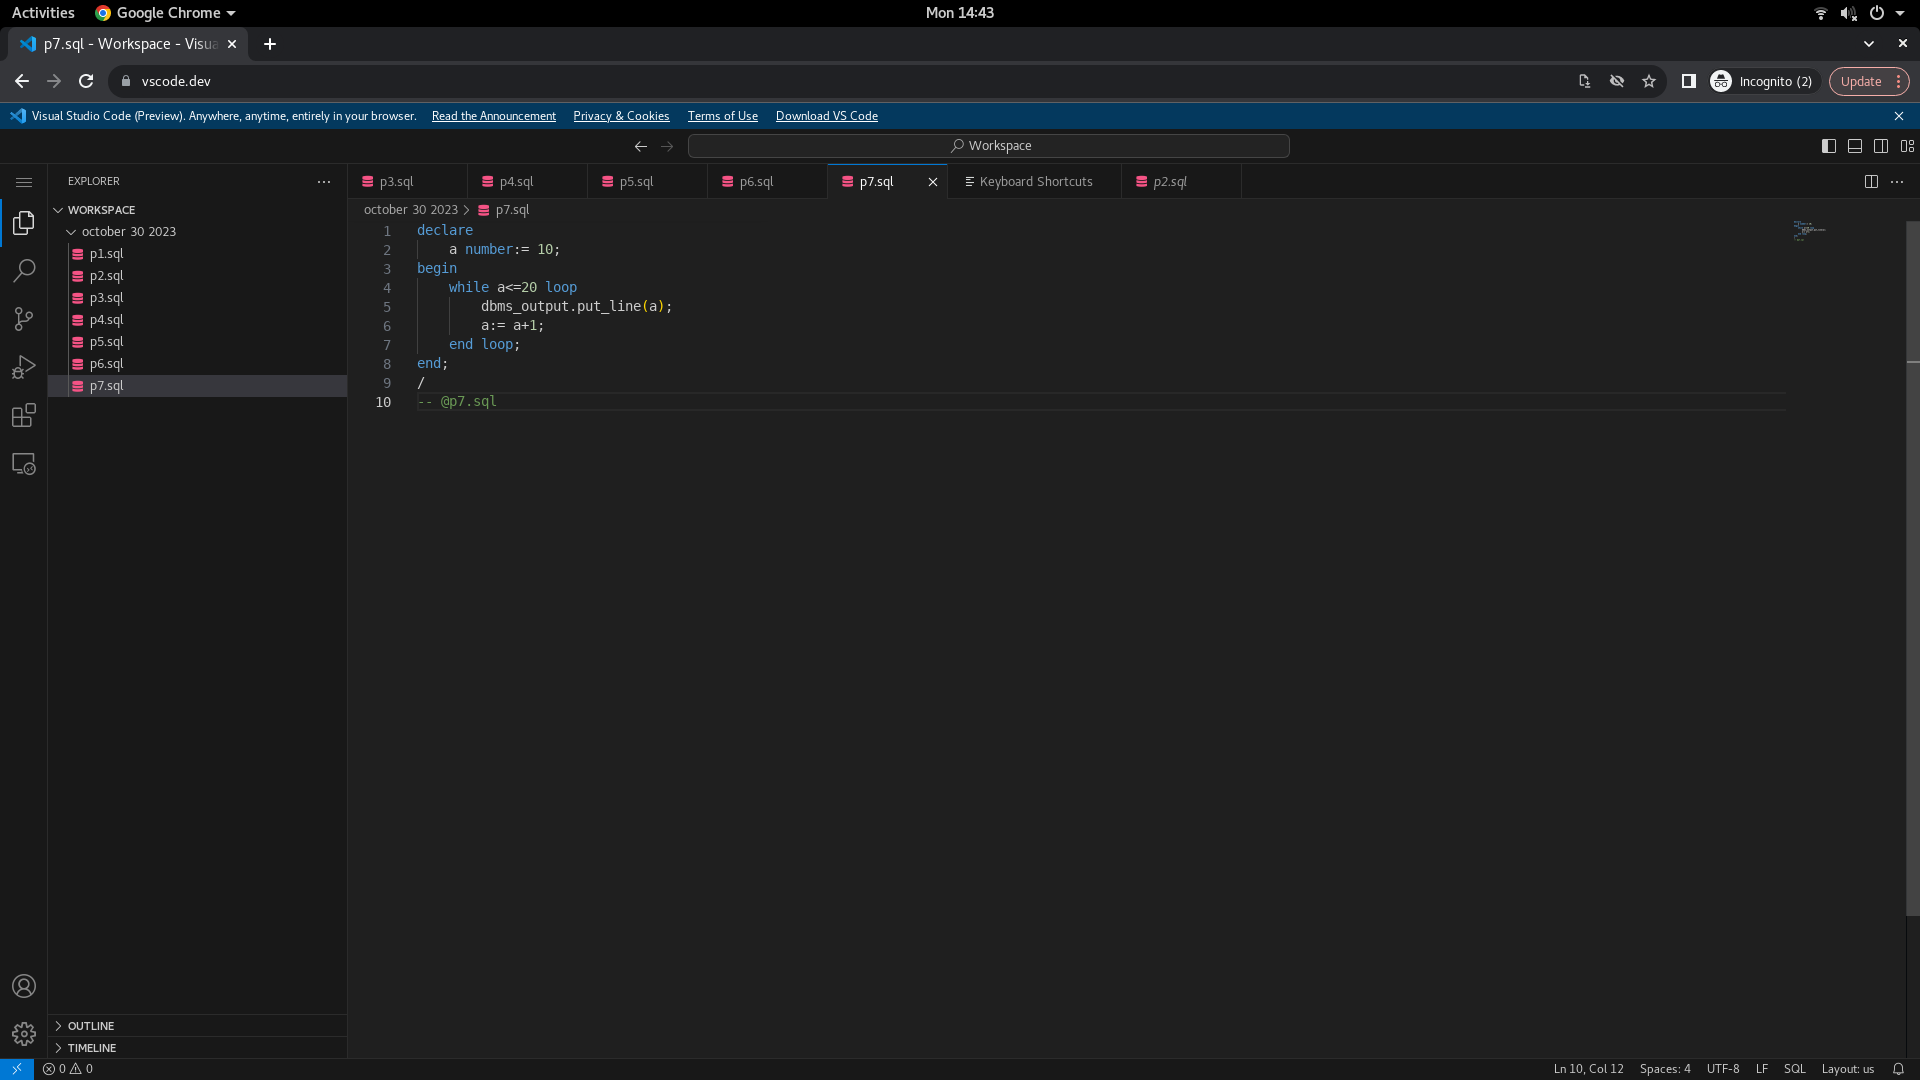 Activities Google Chrome Mon 14:43
p7.sql - Workspace - Visua
vscode.dev Incognito (2) Update
Visual Studio Code (Preview). Anywhere, anytime, entirely in your browser. Read the Announcement Privacy & Cookies Terms of Use Download VS Code
Workspace
EXPLORER
WORKSPACE
october 30 2023
p1.sql
p2.sql
p3.sql
p4.sql
p5.sql
p6.sql
p7.sql
OUTLINE
TIMELINE
p3.sql p4.sql p5.sql p6.sql p7.sql Keyboard Shortcuts p2.sql
october 30 2023 > p7.sql
1 declare
2 a number:= 10;
3 begin
4 while a<=20 loop
5 dbms_output.put_line(a);
6 a:= a+1;
7 end loop;
8 end;
9 /
10 -- @p7.sql
0 0 Ln 10, Col 12 Spaces: 4 UTF-8 LF SQL Layout: us